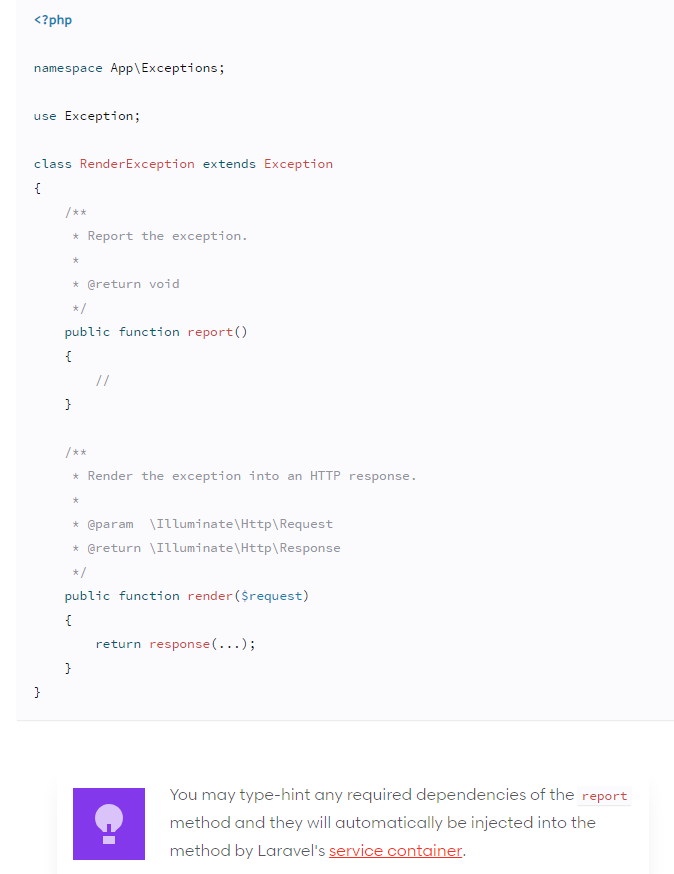 <?php
namespace App\Exceptions;
use Exception;
class RenderException extends Exception
{
/**
* Report the exception.
*
* @return void
*/
public function report()
{
//
}
/**
* Render the exception into an HTTP response.
*
* @param  \Illuminate\Http\Request
* @return \Illuminate\Http\Response
*/
public function render($request)
{
return response(...);
}
}
You may type-hint any required dependencies of the report
method and they will automatically be injected into the
method by Laravel's service container.